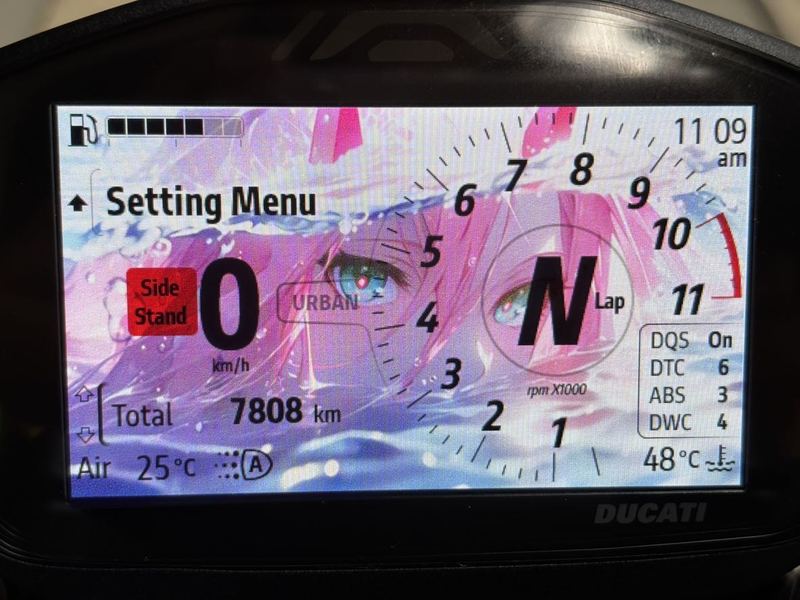 11 09
am
Setting Menu
Side
Stand
0
km/h
URBAN
1
2
3
4
5
6
7
8
9
10
11
N
Lap
rpm X1000
DQS On
DTC 6
ABS 3
DWC 4
Total 7808 km
Air 25°C
A
48°C
DUCATI